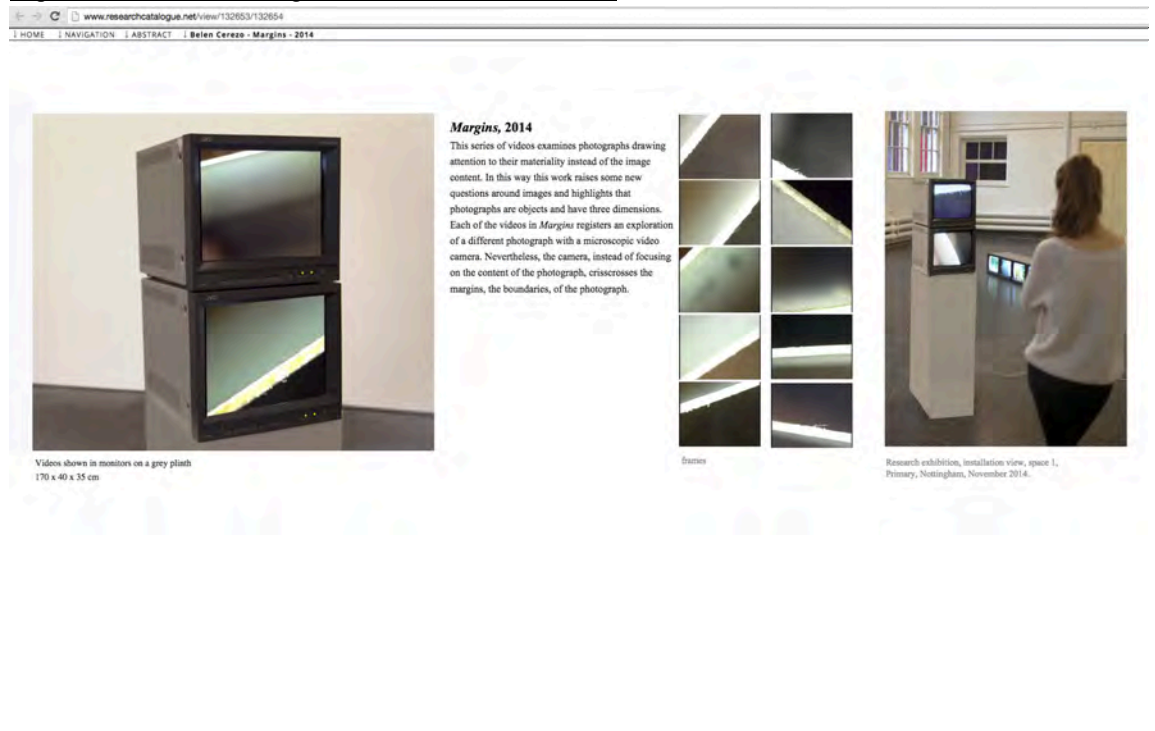 www.researchcatalogue.net/view/132653/132654
HOME NAVIGATION ABSTRACT Belen Cerezo - Margins - 2014
Margins, 2014
This series of videos examines photographs drawing
attention to their materiality instead of the image
content. In this way this work raises some new
questions around images and highlights that
photographs are objects and have three dimensions.
Each of the videos in Margins registers an exploration
of a different photograph with a microscopic video
camera. Nevertheless, the camera, instead of focusing
on the content of the photograph, crisscrosses the
margins, the boundaries, of the photograph.
Videos shown in monitors on a grey plinth
170 x 40 x 35 cm
frames
Research exhibition, installation view, space 1,
Primary, Nottingham, November 2014.